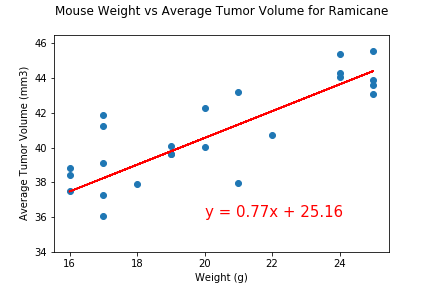 Mouse Weight vs Average Tumor Volume for Ramicane
46
44
42
40
38
36
34
Average Tumor Volume (mm3)
y = 0.77x + 25.16
16 18 20 22 24
Weight (g)